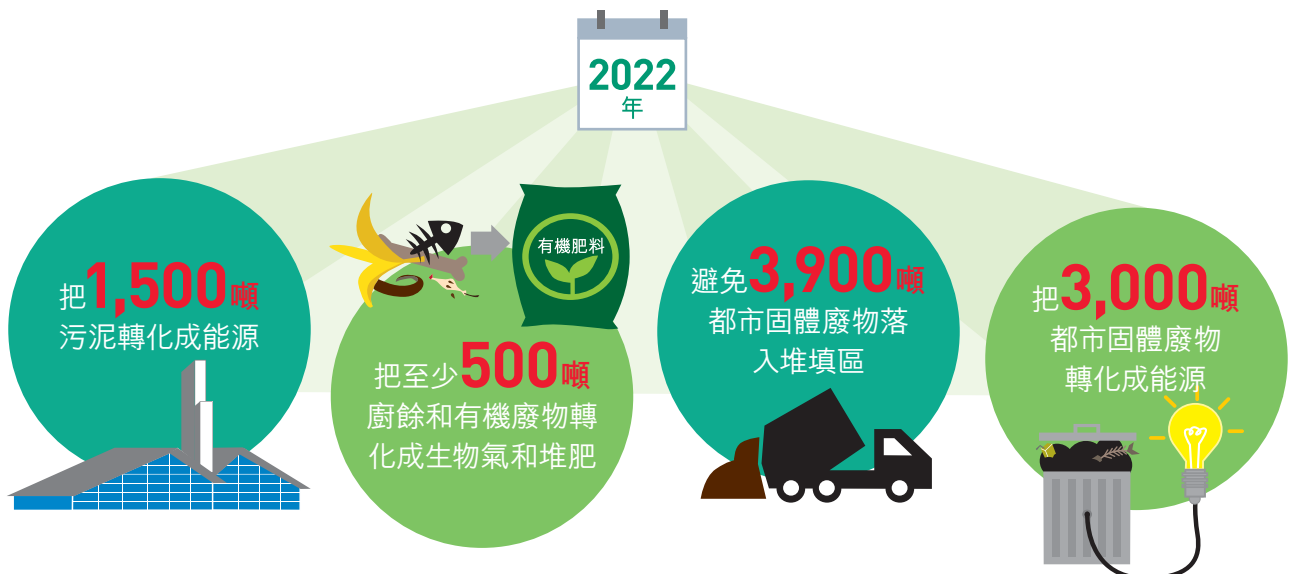 2022
年
把1,500噸
污泥轉化成能源
有機肥料
把至少500噸
廚餘和有機廢物轉
化成生物氣和堆肥
避免3,900噸
都市固體廢物落
入堆填區
把3,000噸
都市固體廢物
轉化成能源